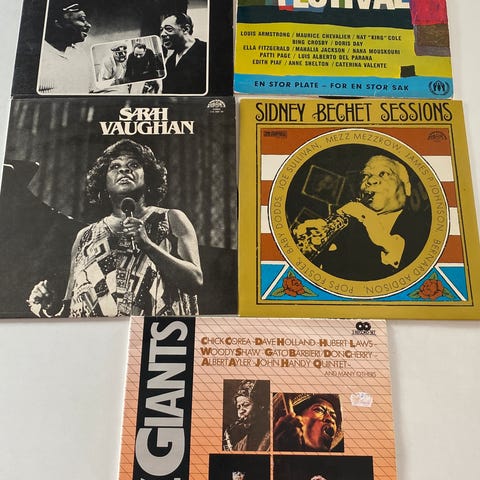 FESTIVAL
LOUIS ARMSTRONG / MAURICE CHEVALIER / NAT "KING" COLE
BING CROSBY / DORIS DAY
ELLA FITZGERALD / MAHALIA JACKSON / NANA MOUSKOURI
PATTI PAGE / LUIS ALBERTO DEL PARANA
EDITH PIAF / ANNE SHELTON / CATERINA VALENTE
EN STOR PLATE - FOR EN STOR SAK
SARAH
VAUGHAN
SIDNEY BECHET SESSIONS
BABY DODDS, JOE SULLIVAN, MEZZ MEZZROW, JAMES P. JOHNSON, BERNARD ADDISON, POPS FOSTER,
GIANTS
CHICK COREA · DAVE HOLLAND · HUBERT LAWS ·
WOODY SHAW · GATO BARBIERI · DON CHERRY ·
ALBERT AYLER · JOHN HANDY QUINTET ·
AND MANY OTHERS